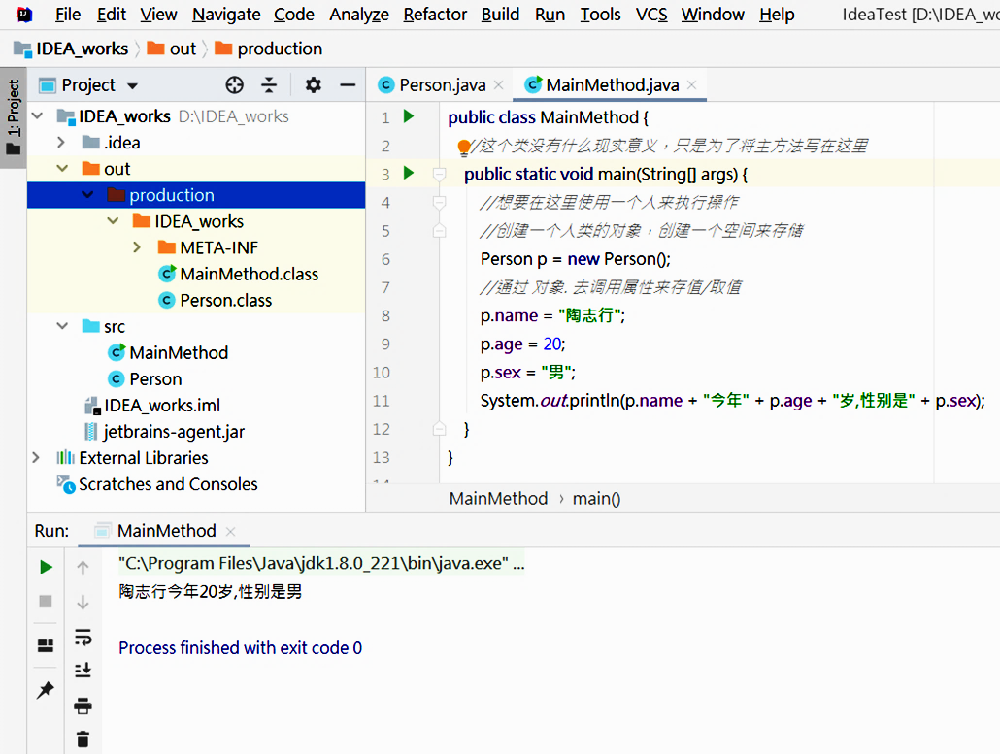 File Edit View Navigate Code Analyze Refactor Build Run Tools VCS Window Help IdeaTest [D:\IDEA_wo
IDEA_works out production
1: Project
Project
IDEA_works D:\IDEA_works
.idea
out
production
IDEA_works
META-INF
MainMethod.class
Person.class
src
MainMethod
Person
IDEA_works.iml
jetbrains-agent.jar
External Libraries
Scratches and Consoles
Person.java MainMethod.java
1 public class MainMethod {
2 //这个类没有什么现实意义，只是为了将主方法写在这里
3 public static void main(String[] args) {
4 //想要在这里使用一个人来执行操作
5 //创建一个人类的对象，创建一个空间来存储
6 Person p = new Person();
7 //通过 对象. 去调用属性来存值/取值
8 p.name = "陶志行";
9 p.age = 20;
10 p.sex = "男";
11 System.out.println(p.name + "今年" + p.age + "岁,性别是" + p.sex);
12 }
13 }
MainMethod › main()
Run: MainMethod
"C:\Program Files\Java\jdk1.8.0_221\bin\java.exe" ...
陶志行今年20岁,性别是男
Process finished with exit code 0